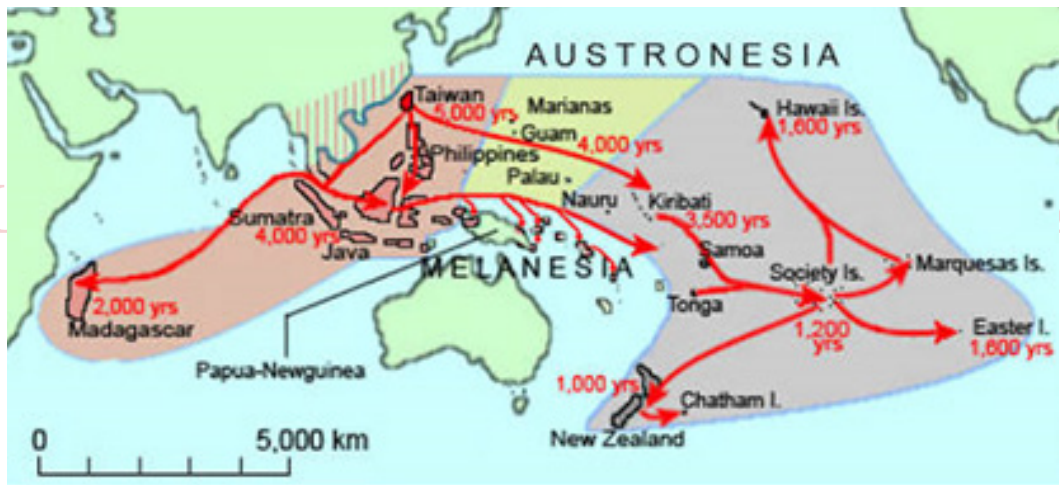 AUSTRONESIA
Taiwan
5,000 yrs
Marianas
Guam
4,000 yrs
Hawaii Is.
1,600 yrs
Philippines
Palau
Nauru
Kiribati
3,500 yrs
Sumatra
4,000 yrs
Java
MELANESIA
Samoa
Society Is.
Marquesas Is.
Tonga
2,000 yrs
Madagascar
1,200
yrs
Easter I.
1,600 yrs
Papua-Newguinea
1,000 yrs
Chatham I.
New Zealand
0
5,000 km